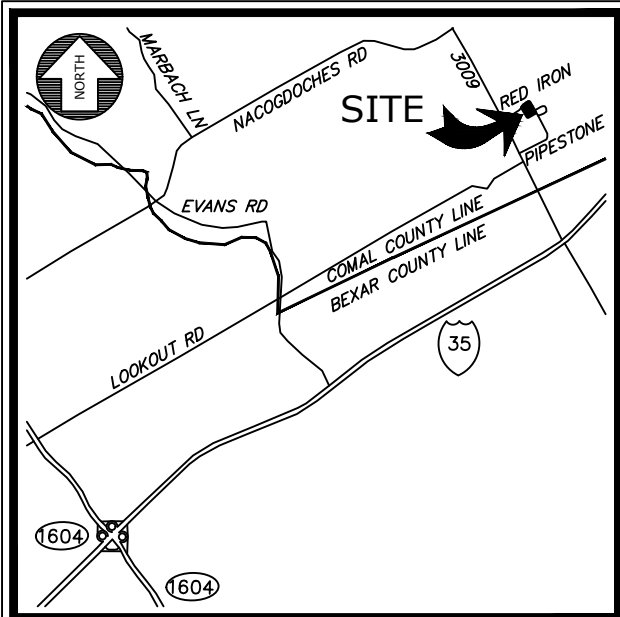 NORTH
MARBACH LN
NACOGDOCHES RD
3009
RED IRON
SITE
PIPESTONE
EVANS RD
COMAL COUNTY LINE
BEXAR COUNTY LINE
LOOKOUT RD
35
1604
1604